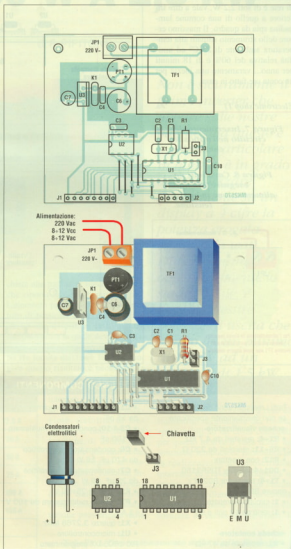 JP1
220 V~
PT1
TF1
C7
U3
K1
C4
C6
C3
U2
C2 C1 R1
X1
J3
U1
C10
J1
J2
Alimentazione:
220 Vac
8÷12 Vcc
8÷12 Vac
JP1
220 V~
PT1
TF1
K1
C7
C6
C4
U3
C3
C2 C1 R1
U2
X1
J3
U1
C10
J1
J2
Condensatori
elettrolitici
Chiavetta
J3
U3
8 5
U2
1 4
18 10
U1
1 9
E M U
+